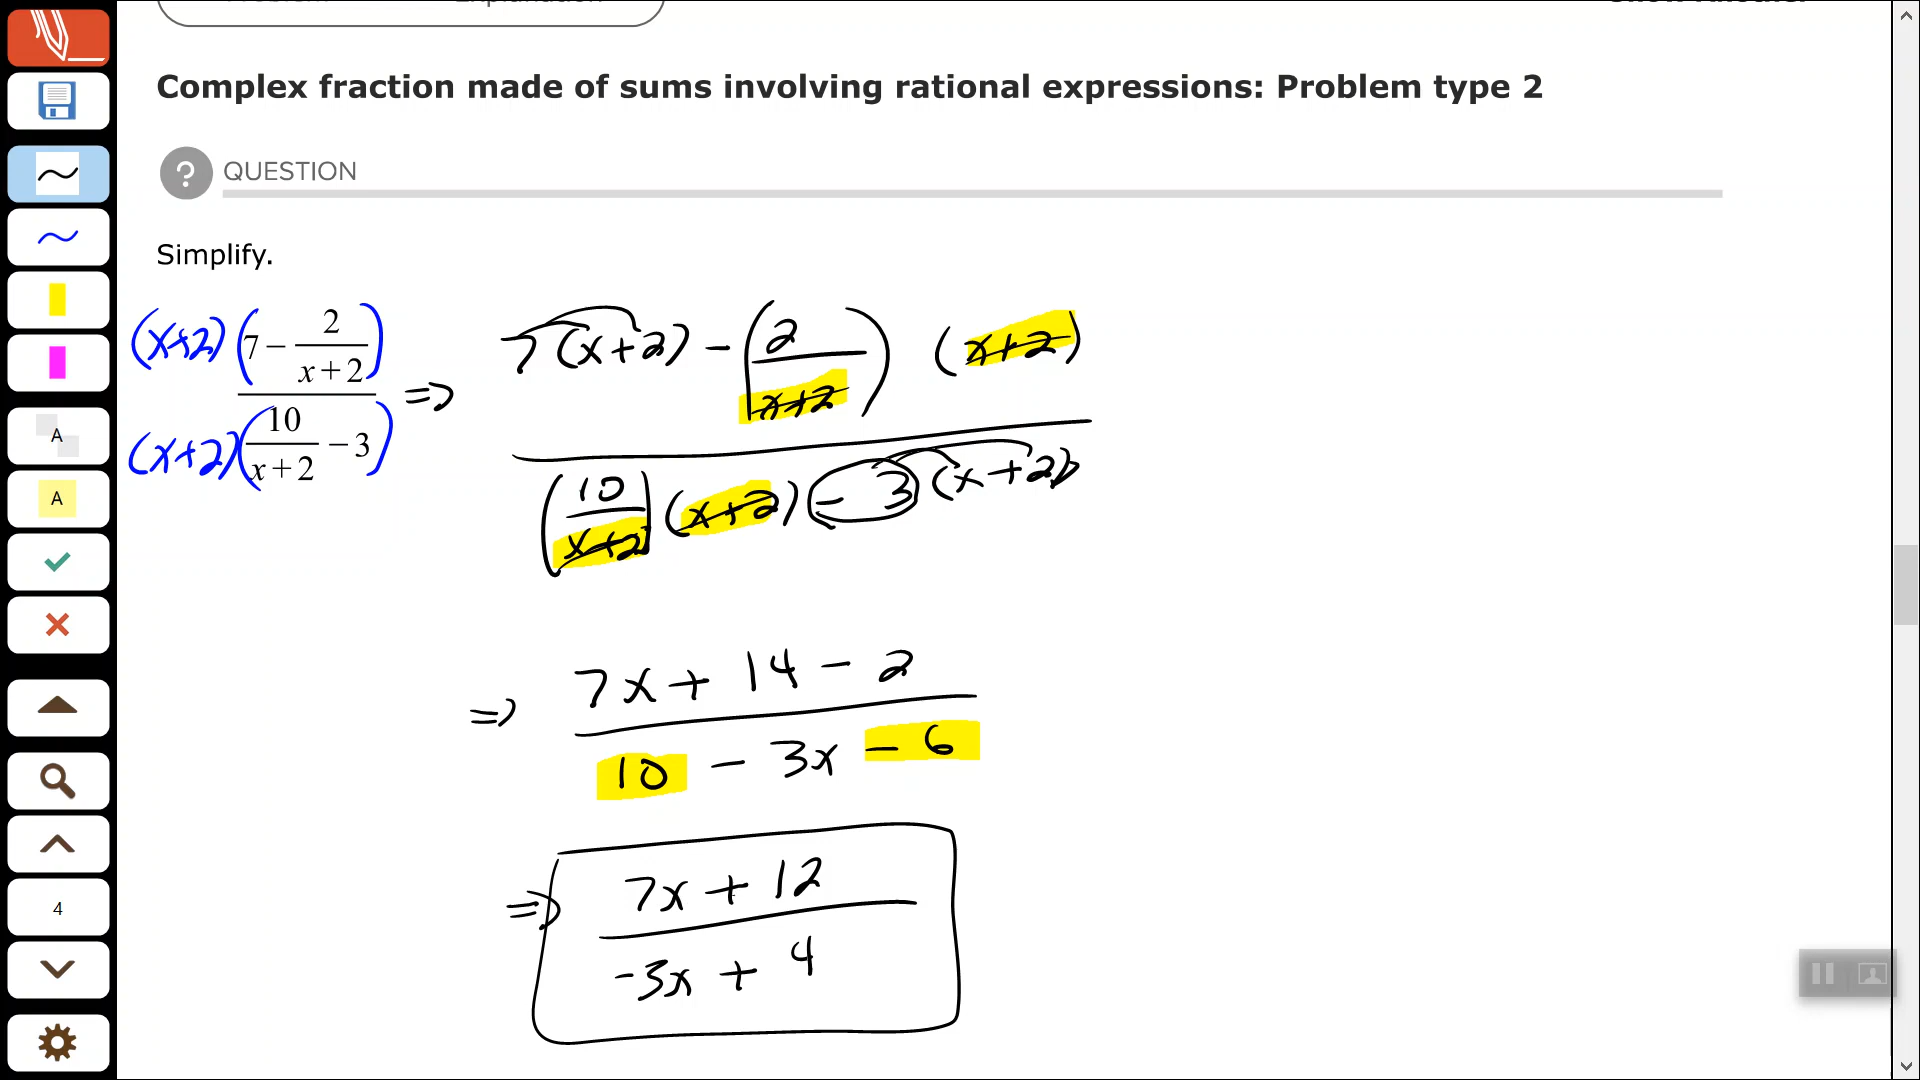 Complex fraction made of sums involving rational expressions: Problem type 2
? QUESTION
Simplify.
(x+2) (7 − 2/(x+2)) / (x+2) (10/(x+2) − 3)
=> 7(x+2) − (2/(x+2)) (x+2) / (10/(x+2)) (x+2) − 3(x+2)
=> 7x + 14 − 2 / 10 − 3x − 6
=> 7x + 12 / -3x + 4
A
A
4